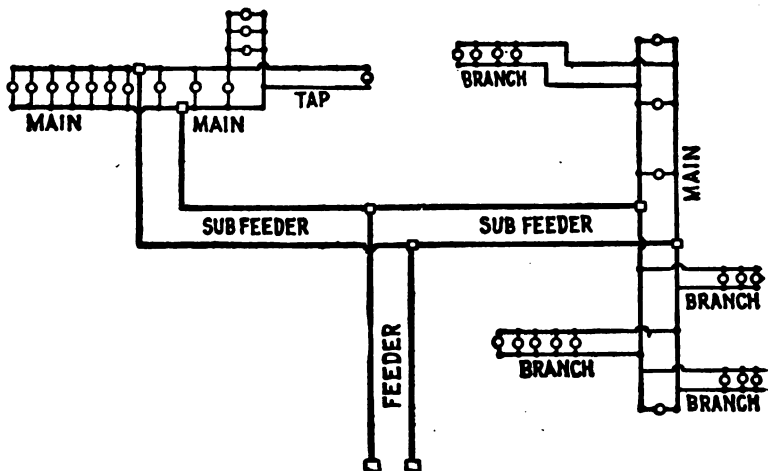 BRANCH
TAP
MAIN
MAIN
MAIN
SUB FEEDER
SUB FEEDER
BRANCH
FEEDER
BRANCH
BRANCH